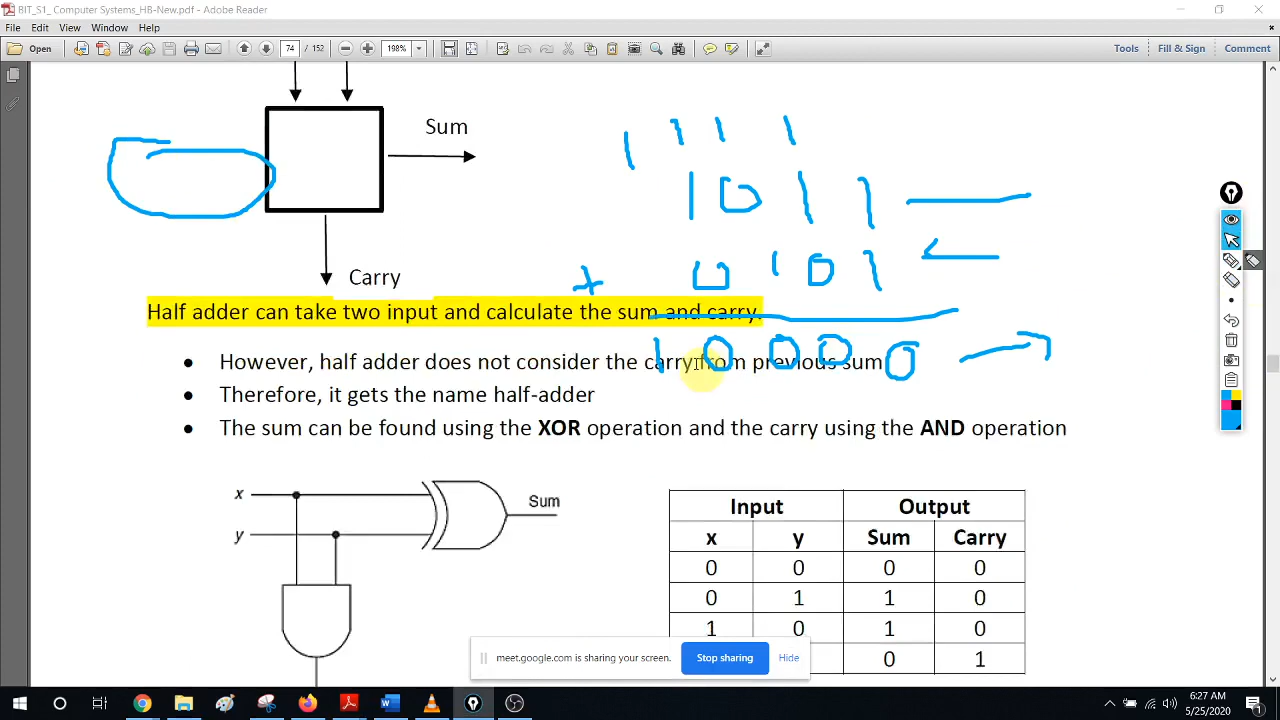 BIT_S1_ Computer Systems_HB-New.pdf - Adobe Reader
File Edit View Window Help
Open 74 / 152 198% Tools Fill & Sign Comment
Sum
1 1 1 1
1 0 1 1
+ 0 1 0 1
Carry
Half adder can take two input and calculate the sum and carry.
1 0 0 0 0
• However, half adder does not consider the carry from previous sum
• Therefore, it gets the name half-adder
• The sum can be found using the XOR operation and the carry using the AND operation
x
y
Sum
Input Output
x y Sum Carry
0 0 0 0
0 1 1 0
1 0 1 0
0 1
meet.google.com is sharing your screen. Stop sharing Hide
6:27 AM
5/25/2020